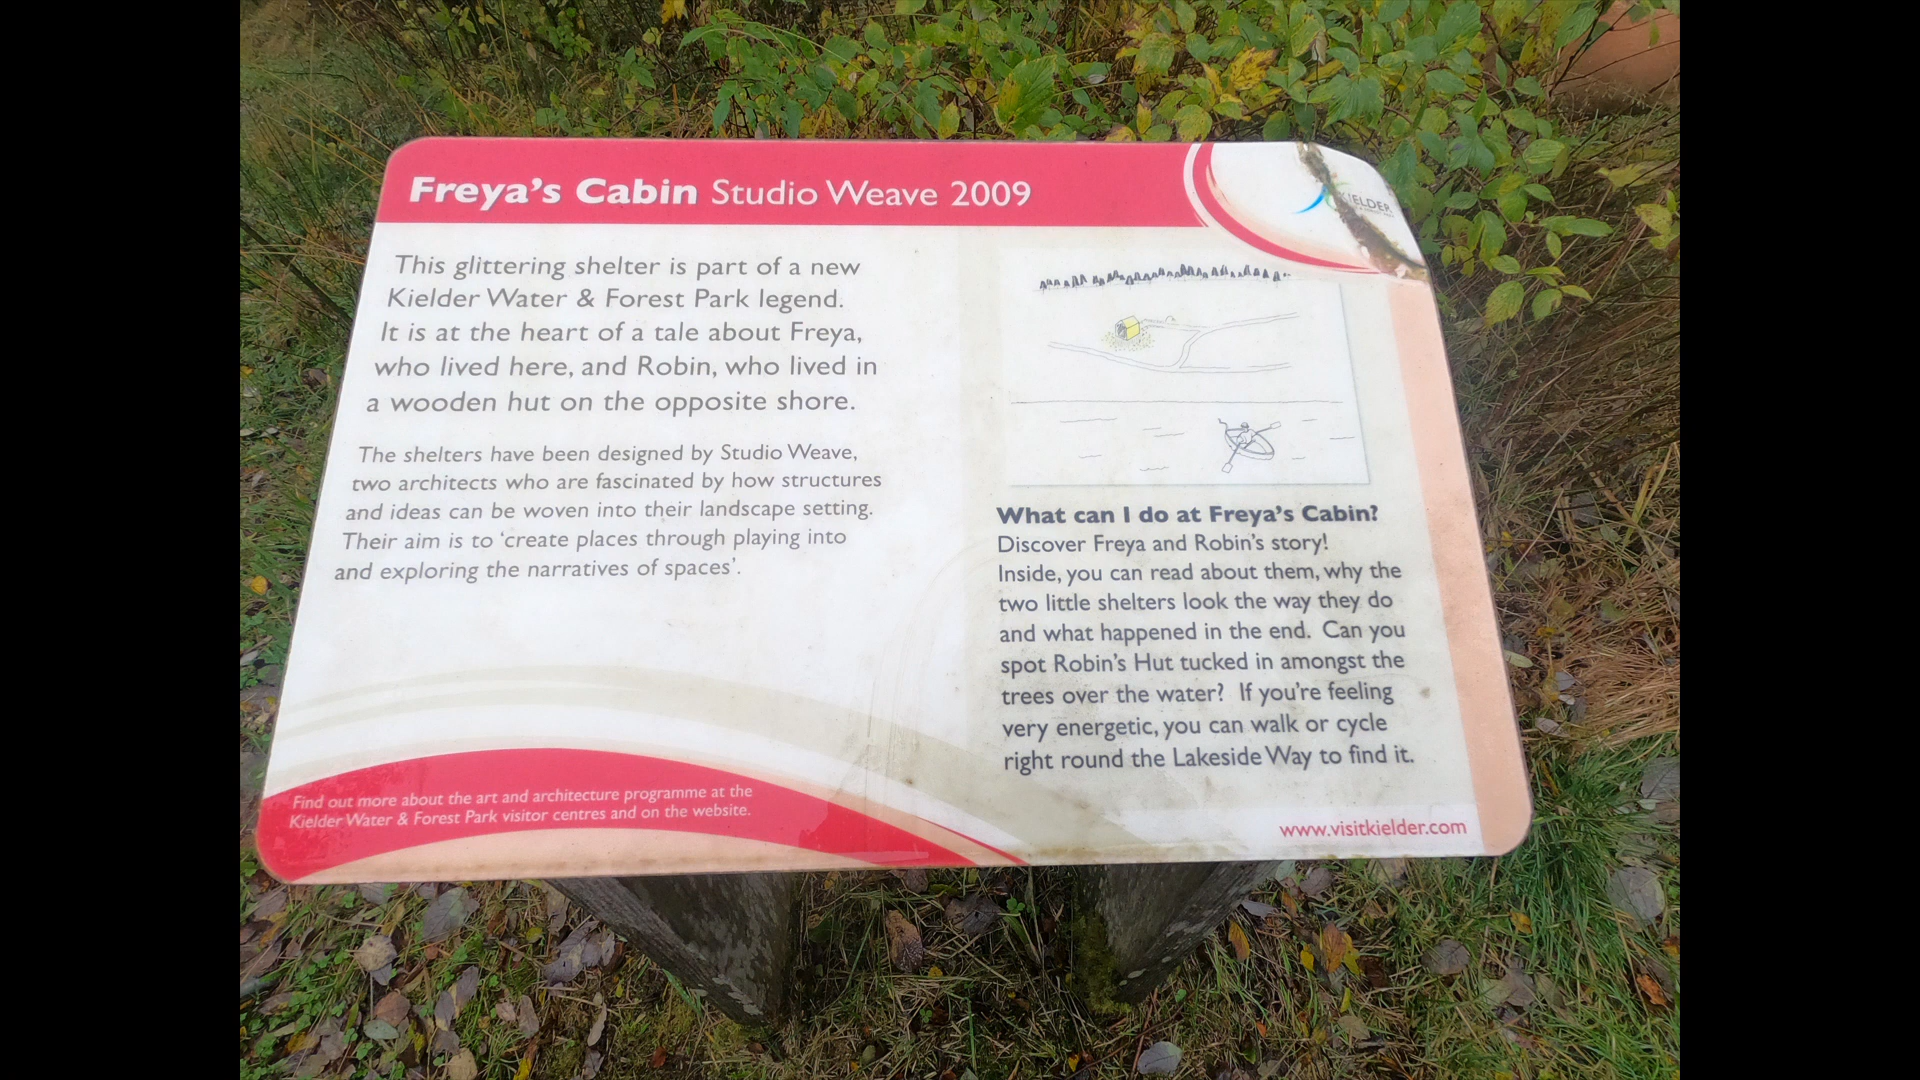 Freya's Cabin Studio Weave 2009
KIELDER
This glittering shelter is part of a new
Kielder Water & Forest Park legend.
It is at the heart of a tale about Freya,
who lived here, and Robin, who lived in
a wooden hut on the opposite shore.
The shelters have been designed by Studio Weave,
two architects who are fascinated by how structures
and ideas can be woven into their landscape setting.
Their aim is to 'create places through playing into
and exploring the narratives of spaces'.
What can I do at Freya's Cabin?
Discover Freya and Robin's story!
Inside, you can read about them, why the
two little shelters look the way they do
and what happened in the end. Can you
spot Robin's Hut tucked in amongst the
trees over the water? If you're feeling
very energetic, you can walk or cycle
right round the Lakeside Way to find it.
Find out more about the art and architecture programme at the
Kielder Water & Forest Park visitor centres and on the website.
www.visitkielder.com